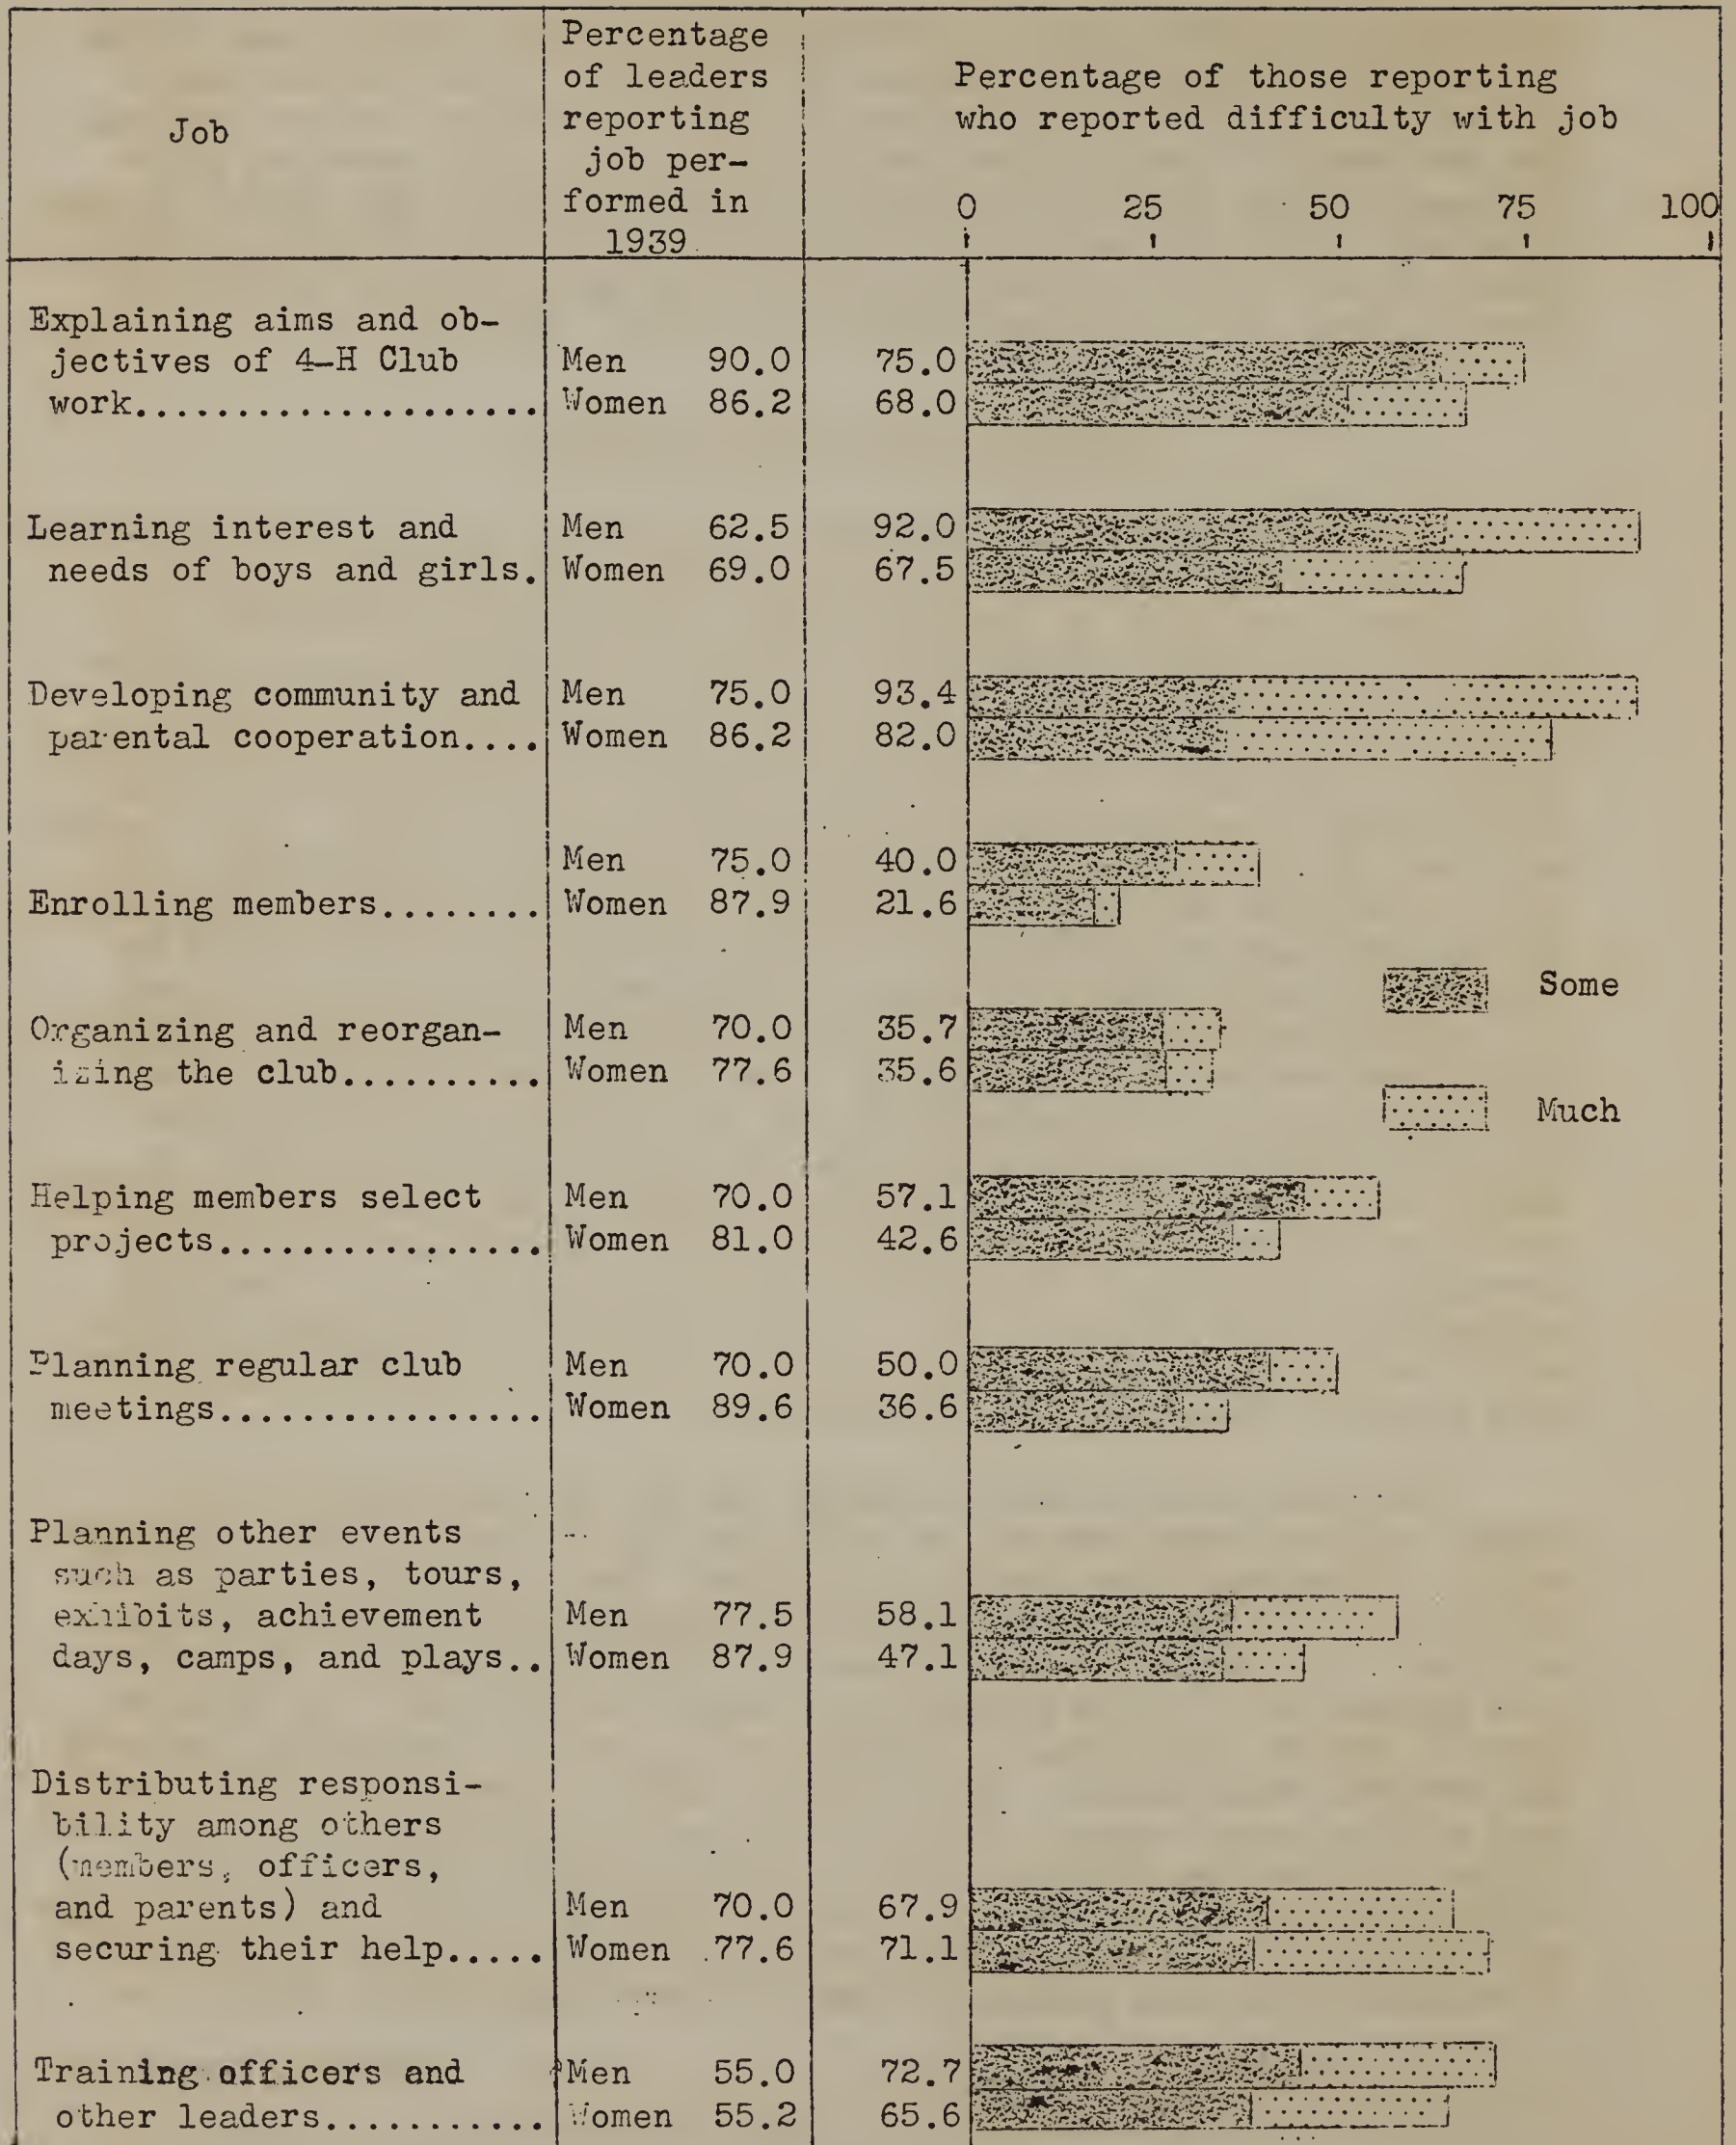 Job
Percentage
of leaders
reporting
job per-
formed in
1939
Percentage of those reporting
who reported difficulty with job
0 25 50 75 100
Explaining aims and ob-
jectives of 4-H Club Men 90.0 75.0
work.................... Women 86.2 68.0
Learning interest and Men 62.5 92.0
needs of boys and girls. Women 69.0 67.5
Developing community and Men 75.0 93.4
parental cooperation.... Women 86.2 82.0
Men 75.0 40.0
Enrolling members........ Women 87.9 21.6
Some
Organizing and reorgan- Men 70.0 35.7
izing the club.......... Women 77.6 35.6
Much
Helping members select Men 70.0 57.1
projects................ Women 81.0 42.6
Planning regular club Men 70.0 50.0
meetings................ Women 89.6 36.6
Planning other events
such as parties, tours,
exhibits, achievement Men 77.5 58.1
days, camps, and plays.. Women 87.9 47.1
Distributing responsi-
bility among others
(members, officers,
and parents) and Men 70.0 67.9
securing their help..... Women 77.6 71.1
Training officers and Men 55.0 72.7
other leaders........... Women 55.2 65.6